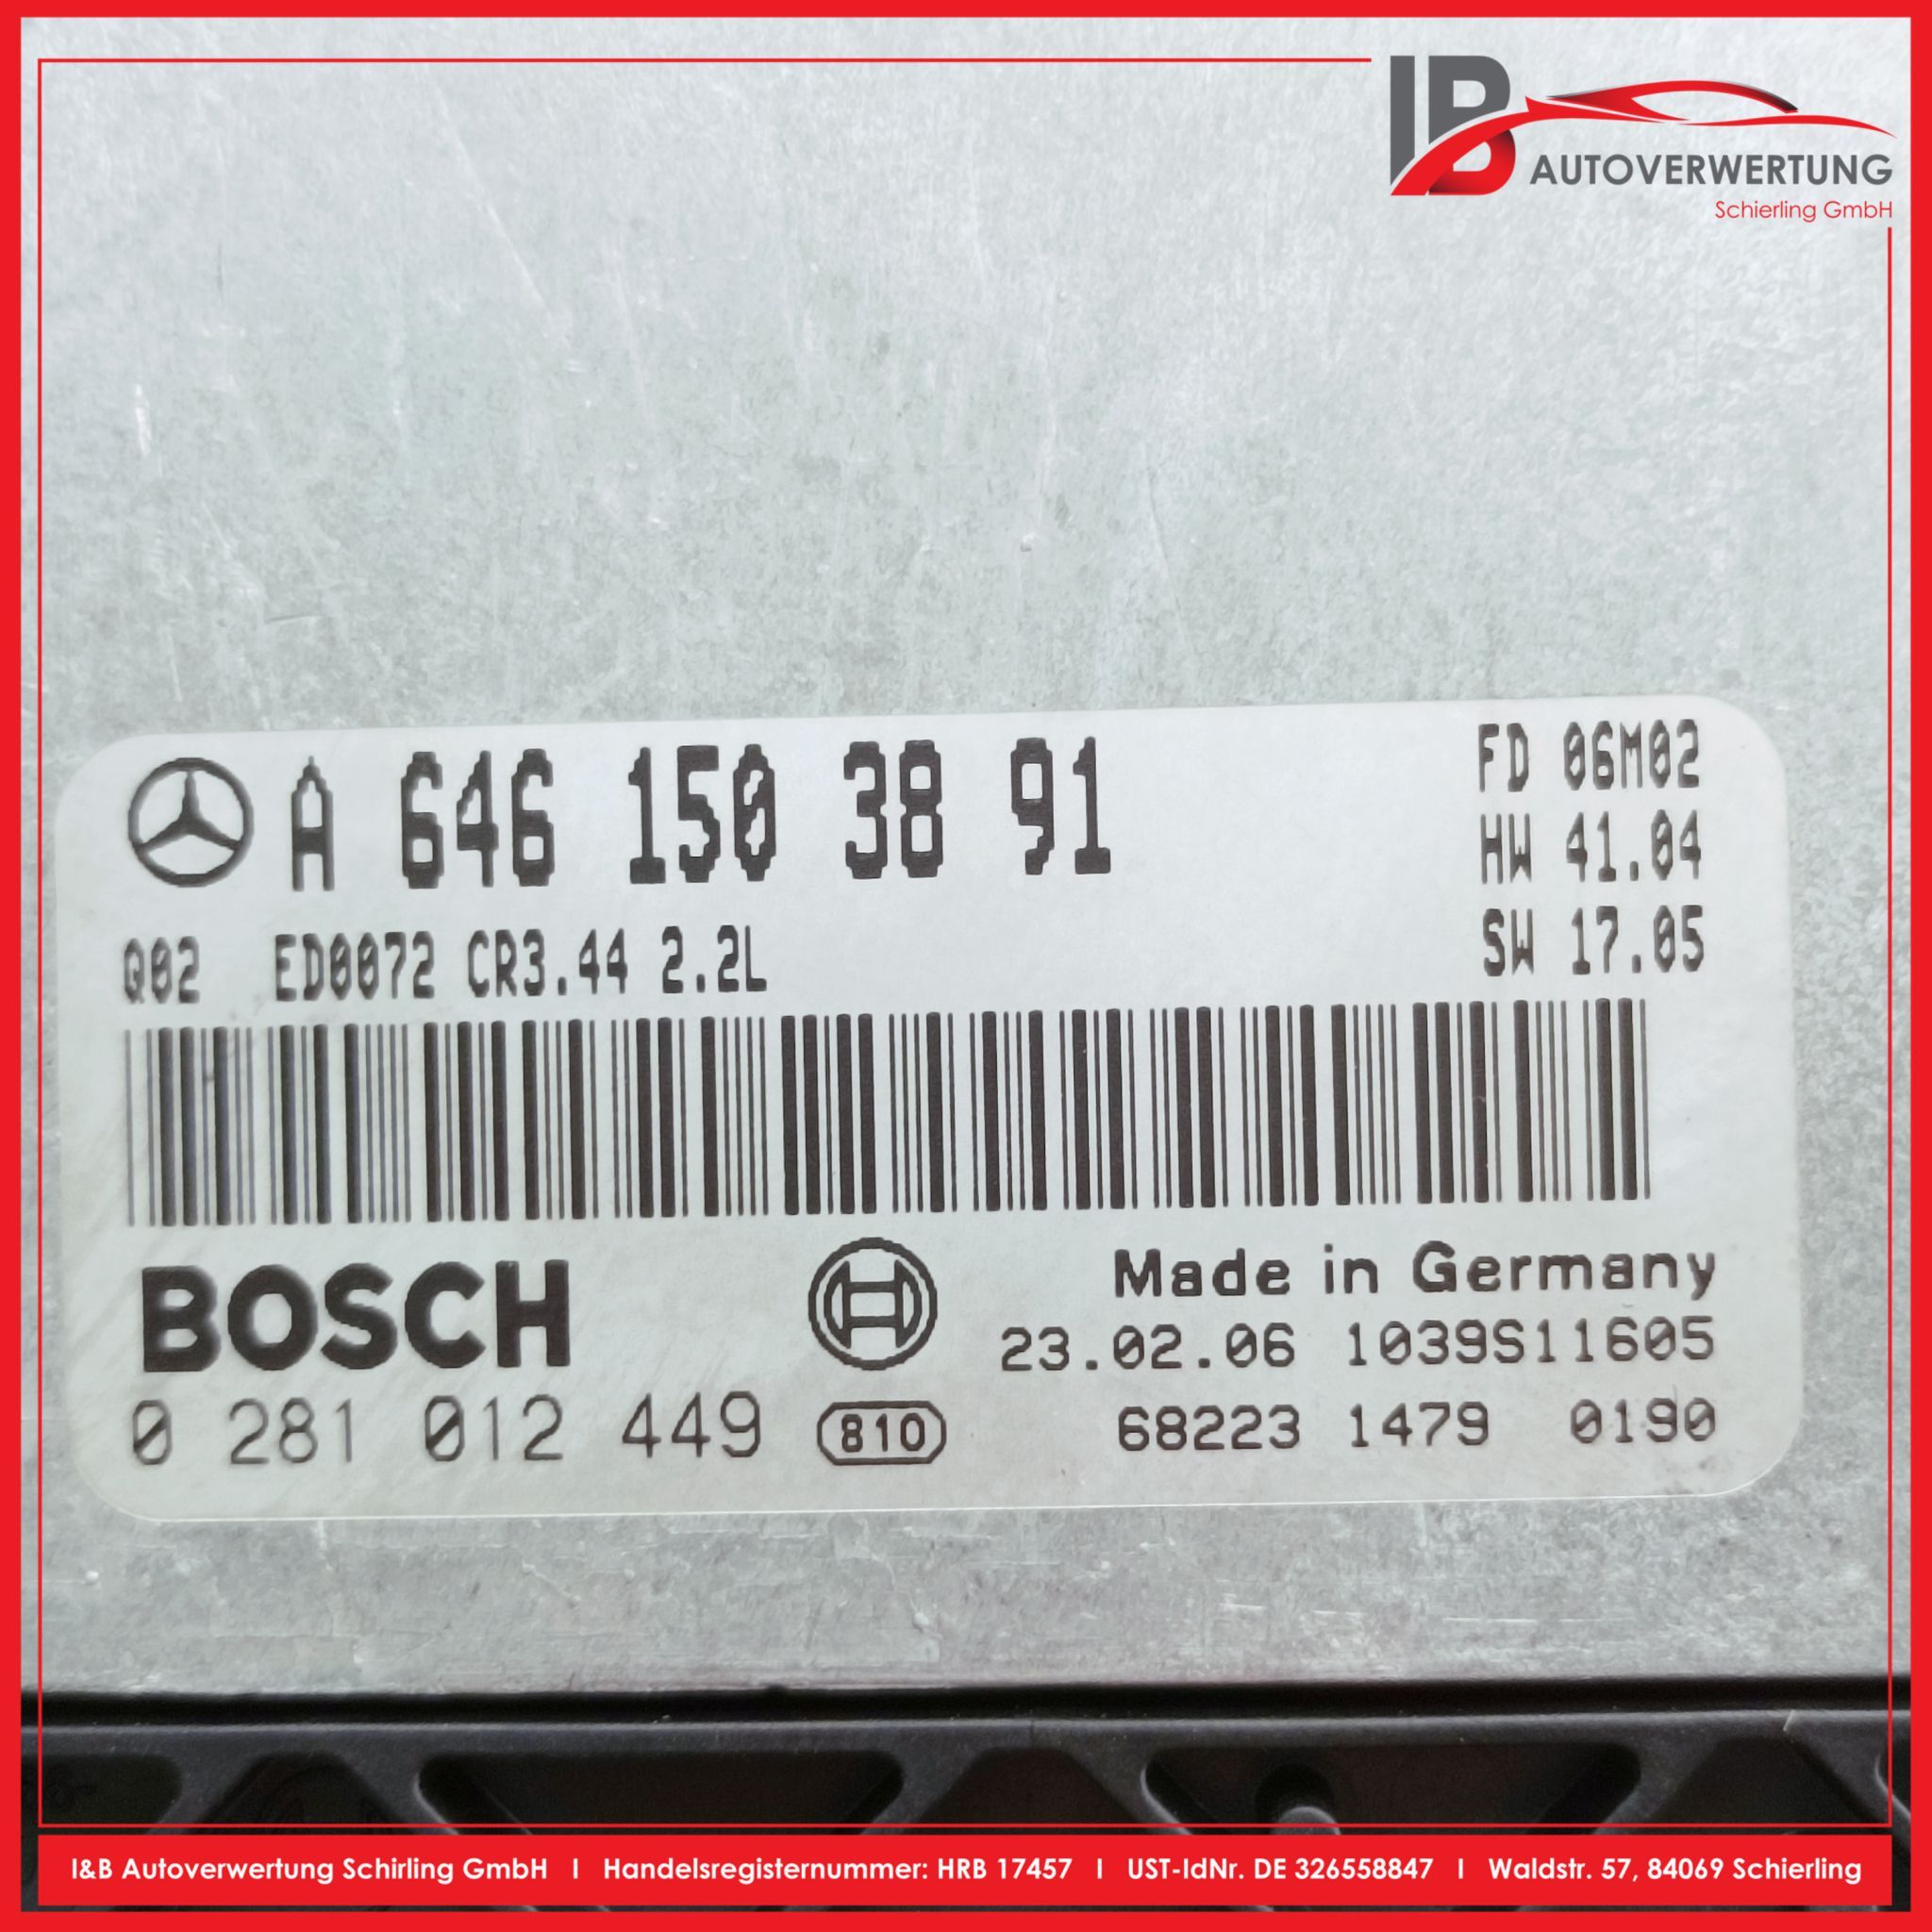 IB
AUTOVERWERTUNG
Schierling GmbH
A 646 150 38 91
FD 06M02
HW 41.04
Q02 ED0072 CR3.44 2.2L
SW 17.05
BOSCH
Made in Germany
23.02.06 1039S11605
0 281 012 449 810 68223 1479 0190
I&B Autoverwertung Schirling GmbH I Handelsregisternummer: HRB 17457 I UST-IdNr. DE 326558847 I Waldstr. 57, 84069 Schierling